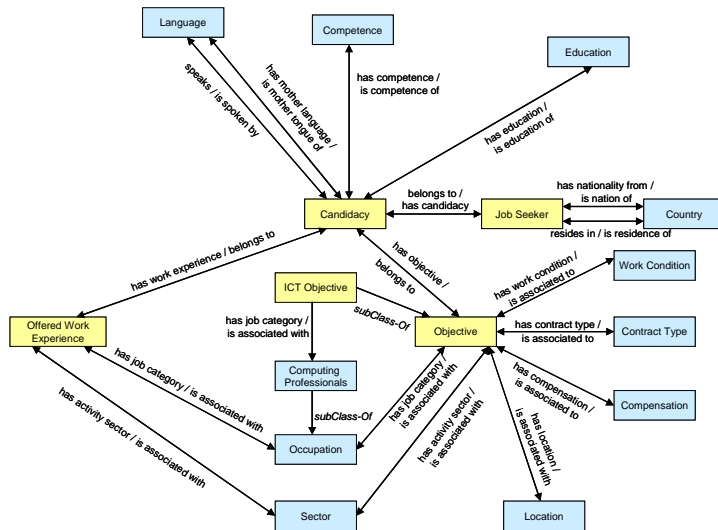 Language
Competence
Education
speaks / is spoken by
has mother language /
is mother tongue of
has competence /
is competence of
has education /
is education of
Candidacy
belongs to /
has candidacy
Job Seeker
has nationality from /
is nation of
Country
resides in / is residence of
has work experience / belongs to
has objective /
belongs to
has work condition /
is associated to
Work Condition
ICT Objective
subClass-Of
Offered Work
Experience
has job category /
is associated with
Objective
has contract type /
is associated to
Contract Type
Computing
Professionals
has job category / is associated with
has job category /
is associated with
has compensation /
is associated to
Compensation
subClass-Of
has activity sector / is associated with
Occupation
has activity sector /
is associated with
has location /
is associated with
Sector
Location